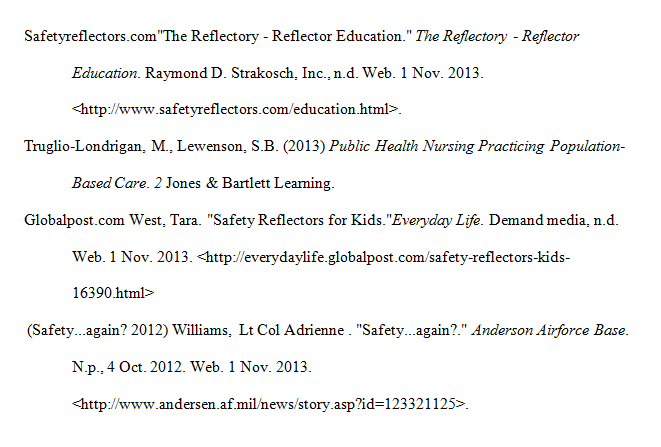 Safetyreflectors.com"The Reflectory - Reflector Education." The Reflectory - Reflector
Education. Raymond D. Strakosch, Inc., n.d. Web. 1 Nov. 2013.
<http://www.safetyreflectors.com/education.html>.
Truglio-Londrigan, M., Lewenson, S.B. (2013) Public Health Nursing Practicing Population-
Based Care. 2 Jones & Bartlett Learning.
Globalpost.com West, Tara. "Safety Reflectors for Kids."Everyday Life. Demand media, n.d.
Web. 1 Nov. 2013. <http://everydaylife.globalpost.com/safety-reflectors-kids-
16390.html>
(Safety...again? 2012) Williams, Lt Col Adrienne . "Safety...again?." Anderson Airforce Base.
N.p., 4 Oct. 2012. Web. 1 Nov. 2013.
<http://www.andersen.af.mil/news/story.asp?id=123321125>.